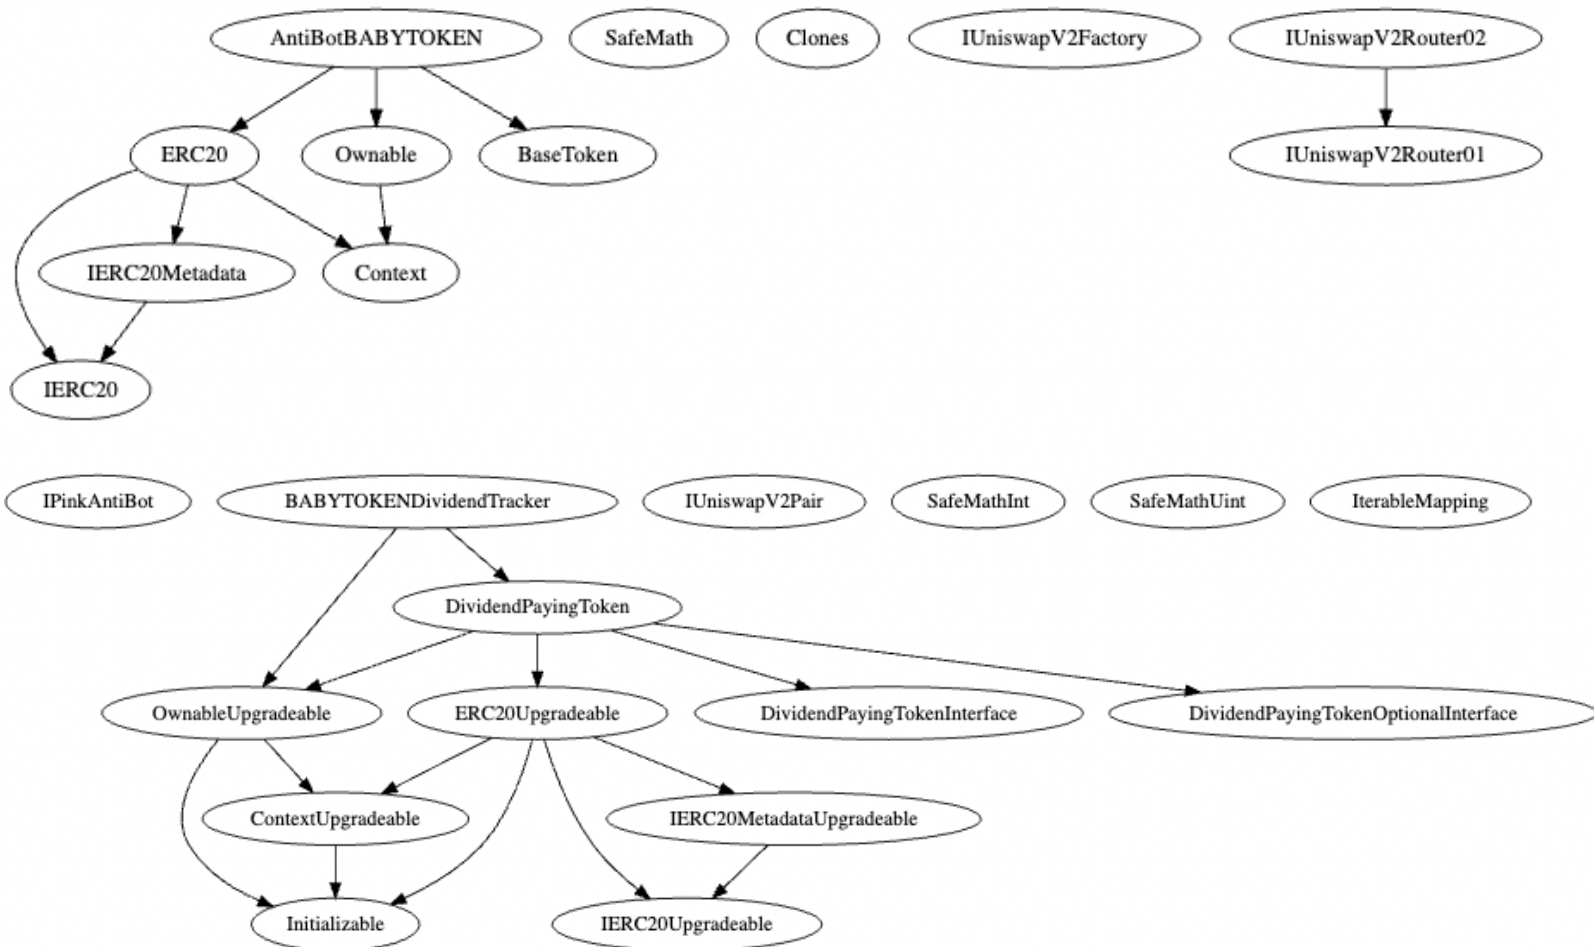 AntiBotBABYTOKEN
SafeMath
Clones
IUniswapV2Factory
IUniswapV2Router02
ERC20
Ownable
BaseToken
IUniswapV2Router01
IERC20Metadata
Context
IERC20
IPinkAntiBot
BABYTOKENDividendTracker
IUniswapV2Pair
SafeMathInt
SafeMathUint
IterableMapping
DividendPayingToken
OwnableUpgradeable
ERC20Upgradeable
DividendPayingTokenInterface
DividendPayingTokenOptionalInterface
ContextUpgradeable
IERC20MetadataUpgradeable
Initializable
IERC20Upgradeable